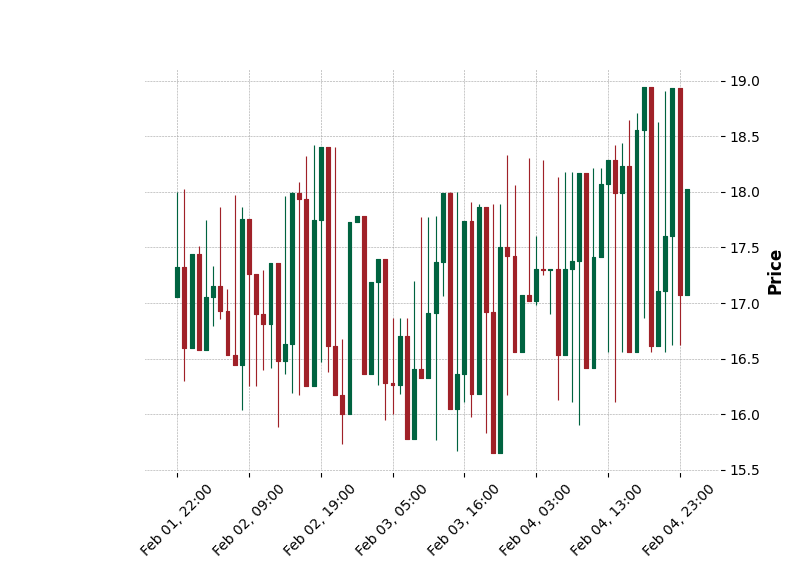 19.0
18.5
18.0
17.5
17.0
16.5
16.0
15.5
Price
Feb 01, 22:00
Feb 02, 09:00
Feb 02, 19:00
Feb 03, 05:00
Feb 03, 16:00
Feb 04, 03:00
Feb 04, 13:00
Feb 04, 23:00